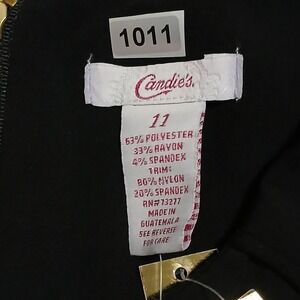 1011
Candie's
11
63% POLYESTER
33% RAYON
4% SPANDEX
TRIM:
80% NYLON
20% SPANDEX
RN#73277
MADE IN
GUATEMALA
SEE REVERSE
FOR CARE